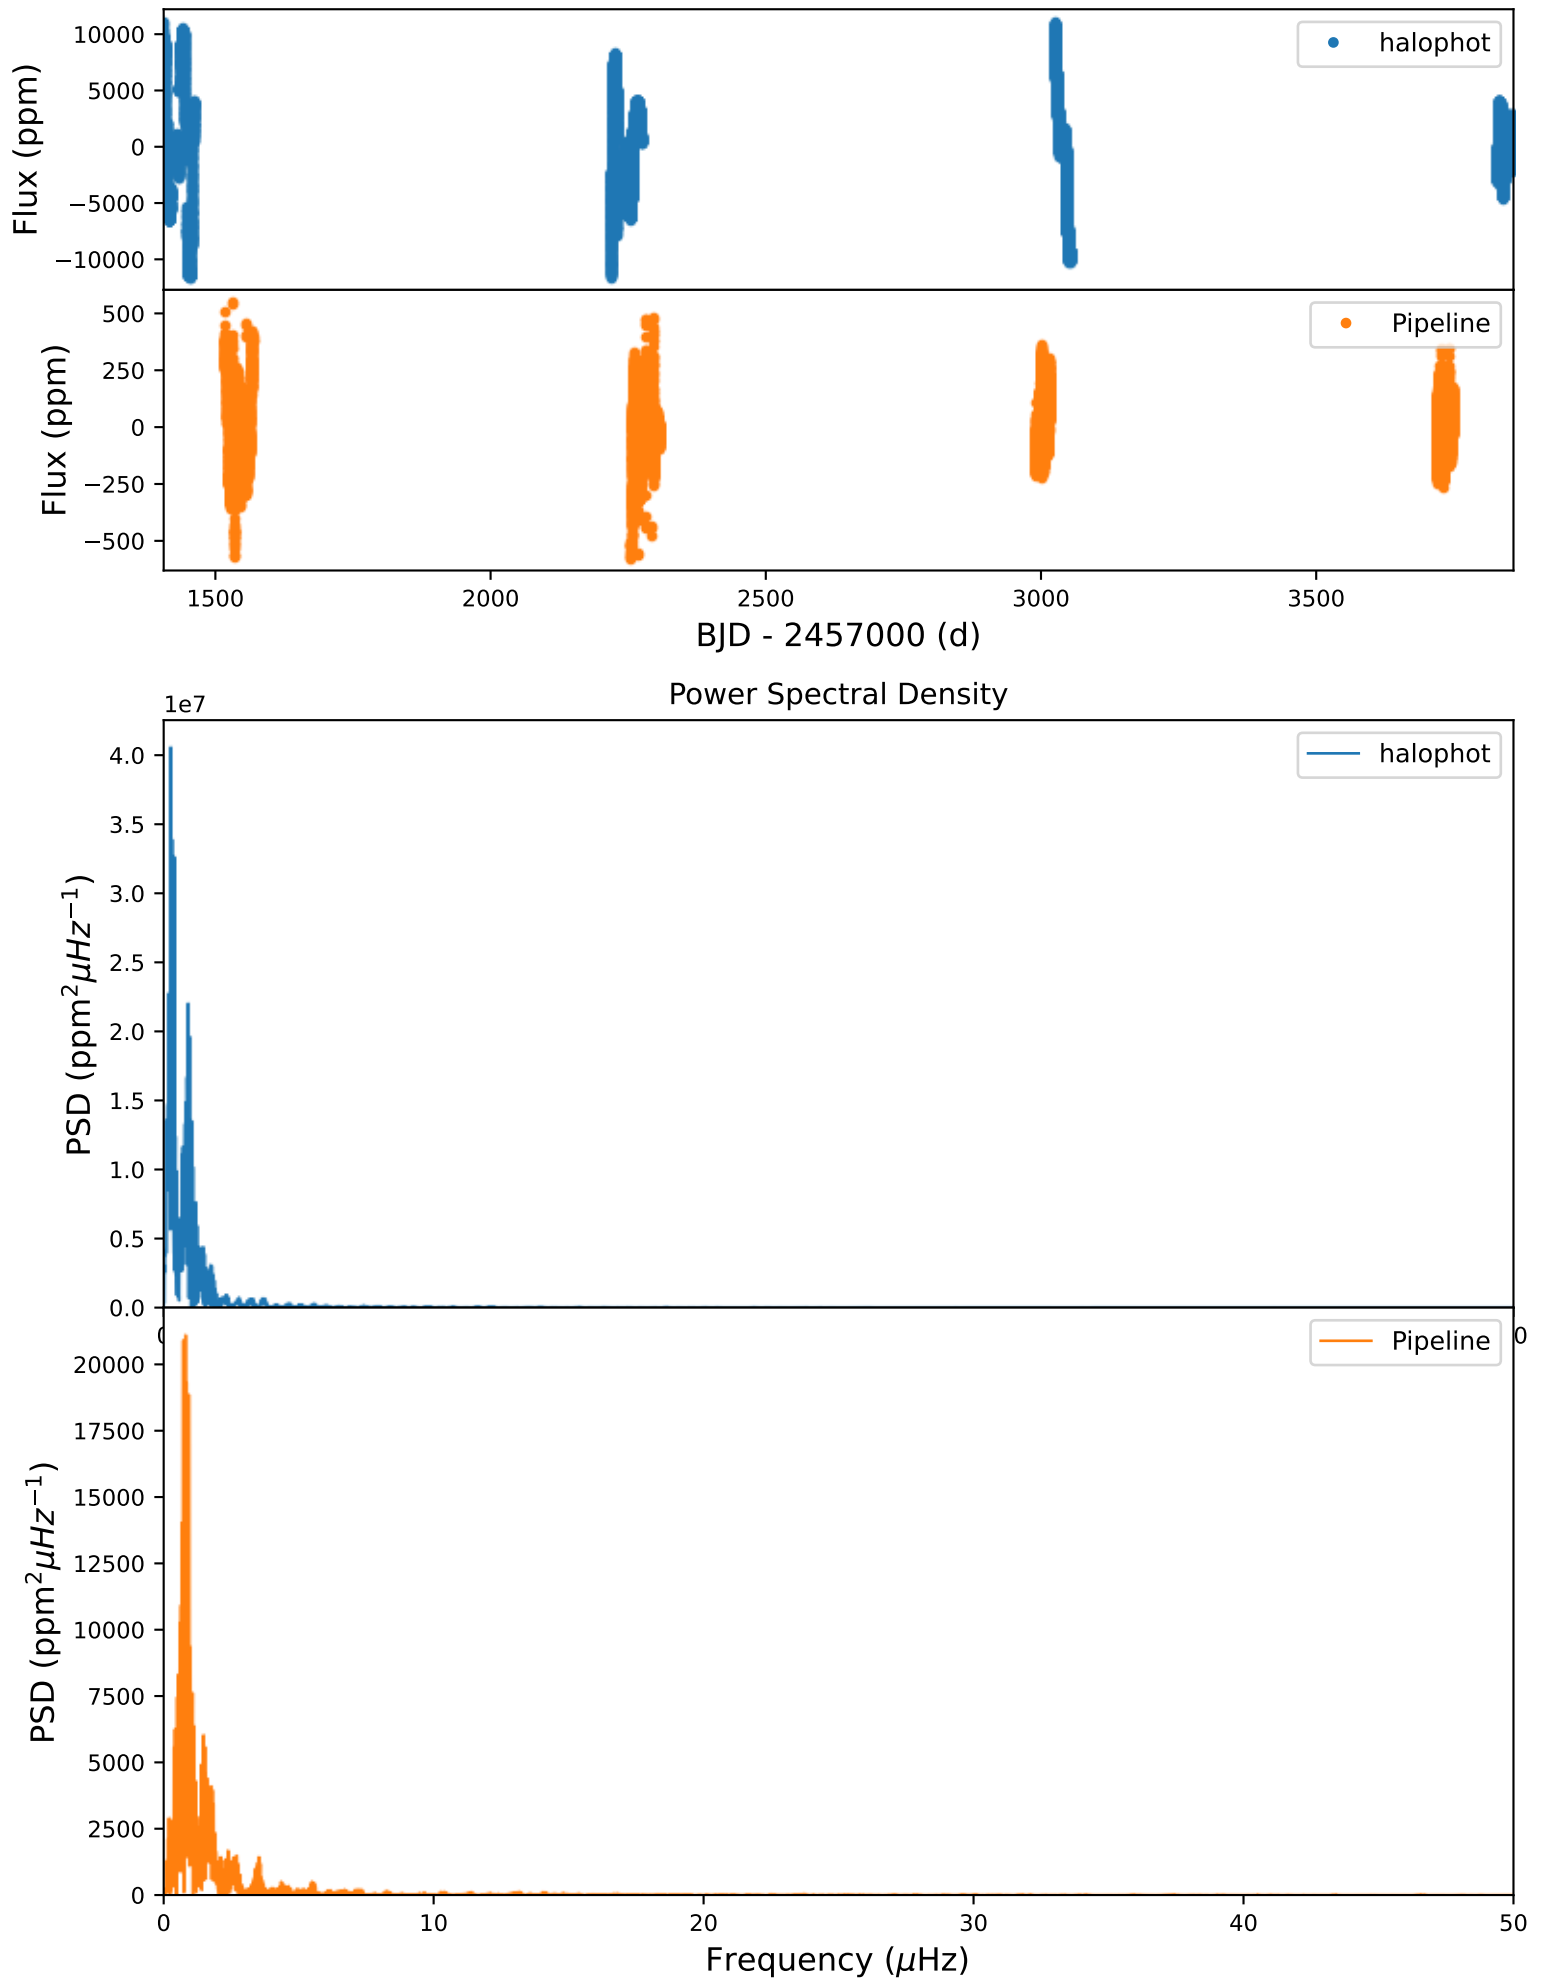 10000
5000
0
−5000
−10000
Flux (ppm)
halophot
500
250
0
−250
−500
Flux (ppm)
Pipeline
1500 2000 2500 3000 3500
BJD - 2457000 (d)
Power Spectral Density
1e7
4.0
3.5
3.0
2.5
2.0
1.5
1.0
0.5
0.0
PSD (ppm²μHz⁻¹)
halophot
0
20000
17500
15000
12500
10000
7500
5000
2500
0
PSD (ppm²μHz⁻¹)
Pipeline
0 10 20 30 40 50
Frequency (μHz)